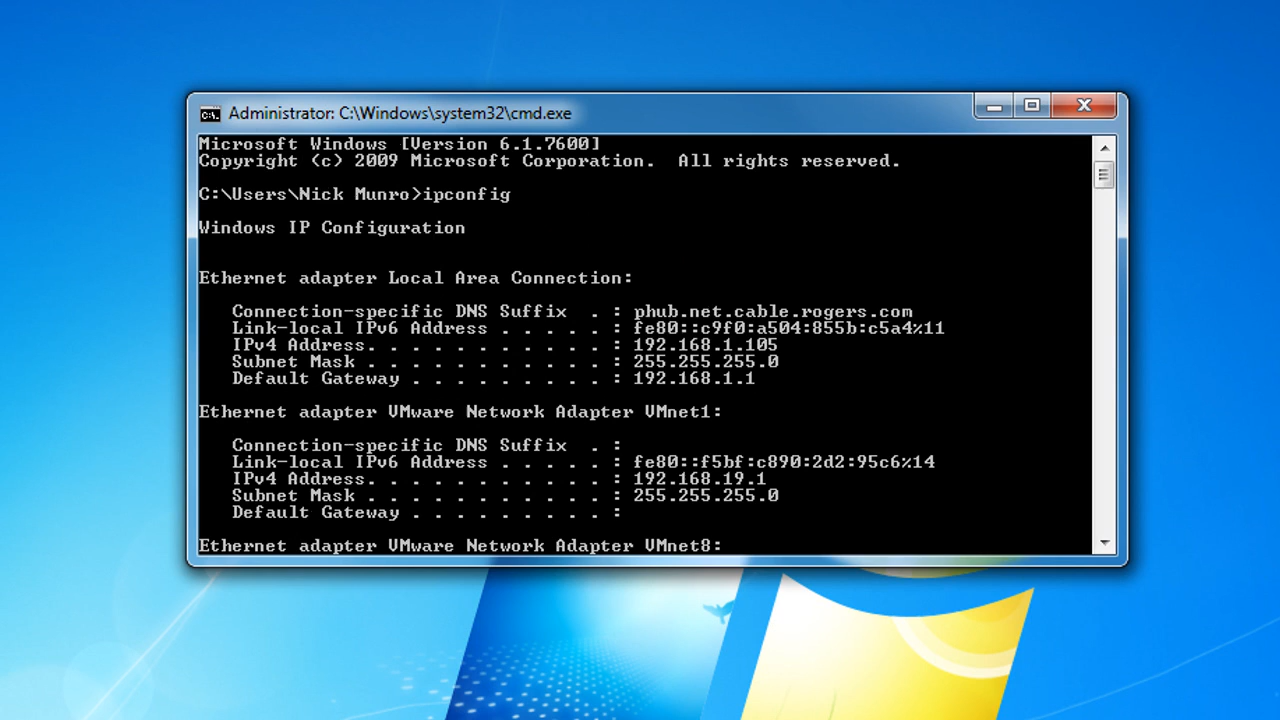 Administrator: C:\Windows\system32\cmd.exe
Microsoft Windows [Version 6.1.7600]
Copyright (c) 2009 Microsoft Corporation.  All rights reserved.
C:\Users\Nick Munro>ipconfig
Windows IP Configuration
Ethernet adapter Local Area Connection:
   Connection-specific DNS Suffix  . : phub.net.cable.rogers.com
   Link-local IPv6 Address . . . . . : fe80::c9f0:a504:855b:c5a4%11
   IPv4 Address. . . . . . . . . . . : 192.168.1.105
   Subnet Mask . . . . . . . . . . . : 255.255.255.0
   Default Gateway . . . . . . . . . : 192.168.1.1
Ethernet adapter VMware Network Adapter VMnet1:
   Connection-specific DNS Suffix  . :
   Link-local IPv6 Address . . . . . : fe80::f5bf:c890:2d2:95c6%14
   IPv4 Address. . . . . . . . . . . : 192.168.19.1
   Subnet Mask . . . . . . . . . . . : 255.255.255.0
   Default Gateway . . . . . . . . . :
Ethernet adapter VMware Network Adapter VMnet8: